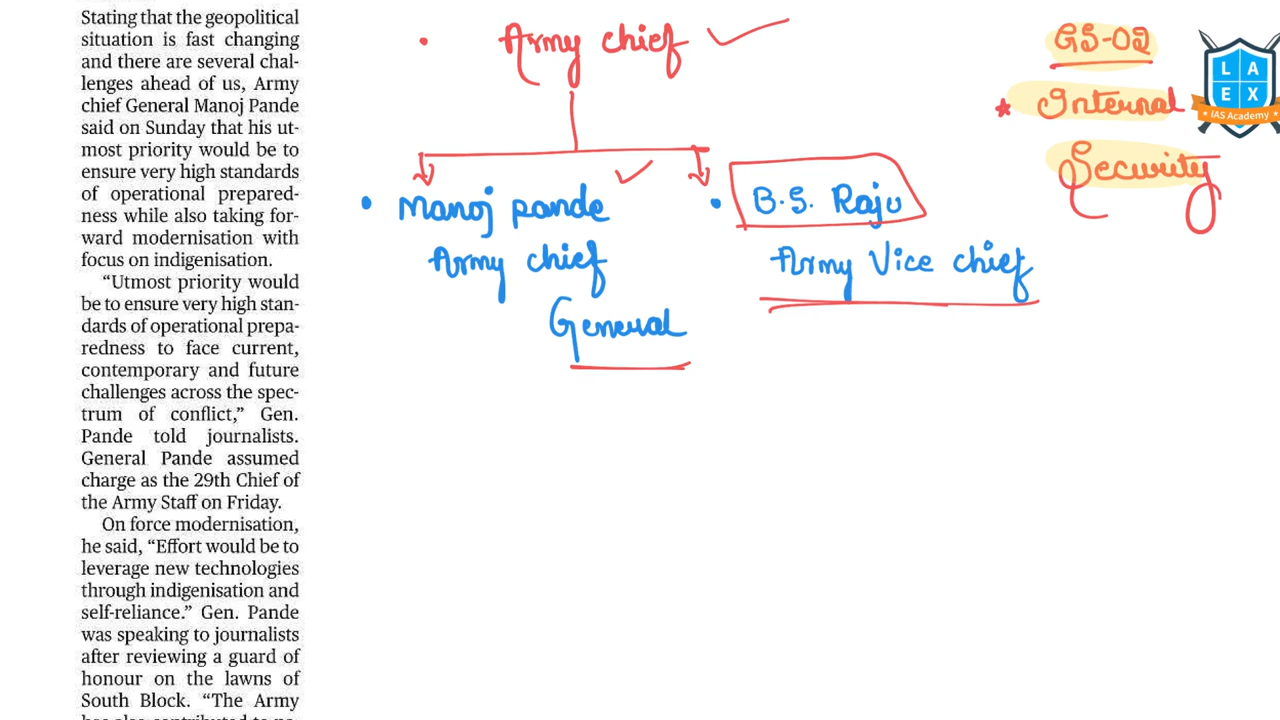 Stating that the geopolitical
situation is fast changing
and there are several chal-
lenges ahead of us, Army
chief General Manoj Pande
said on Sunday that his ut-
most priority would be to
ensure very high standards
of operational prepared-
ness while also taking for-
ward modernisation with
focus on indigenisation.
“Utmost priority would
be to ensure very high stan-
dards of operational prepa-
redness to face current,
contemporary and future
challenges across the spec-
trum of conflict,” Gen.
Pande told journalists.
General Pande assumed
charge as the 29th Chief of
the Army Staff on Friday.
On force modernisation,
he said, “Effort would be to
leverage new technologies
through indigenisation and
self-reliance.” Gen. Pande
was speaking to journalists
after reviewing a guard of
honour on the lawns of
South Block. “The Army
• Army chief
• Manoj pande
Army chief
General
• B.S. Raju
Army Vice chief
GS-02
Internal
Security
L A
E X
IAS Academy